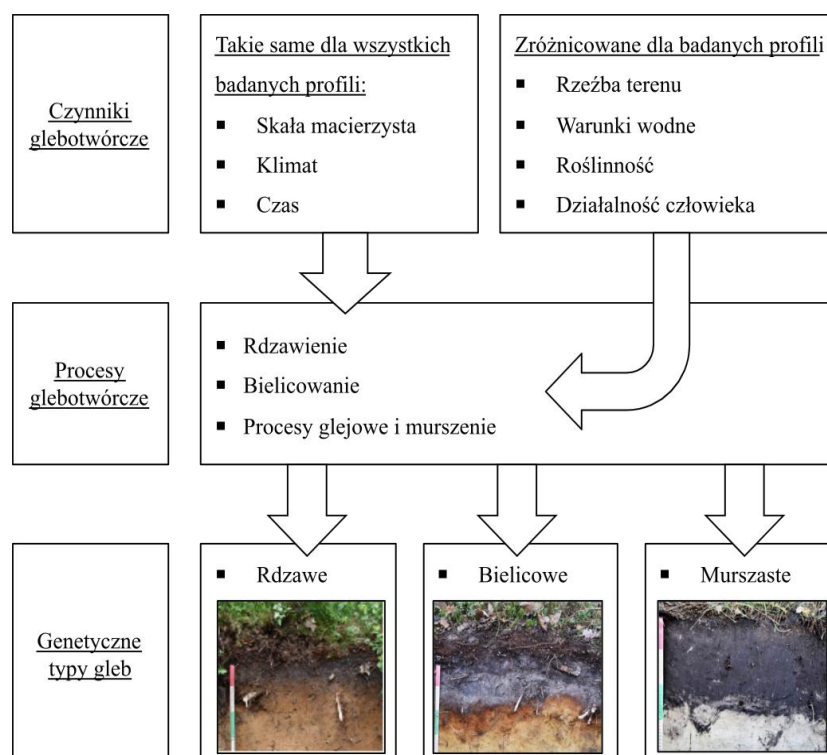 Czynniki
glebotwórcze
Takie same dla wszystkich
badanych profili:
▪ Skała macierzysta
▪ Klimat
▪ Czas
Zróżnicowane dla badanych profili
▪ Rzeźba terenu
▪ Warunki wodne
▪ Roślinność
▪ Działalność człowieka
Procesy
glebotwórcze
▪ Rdzawienie
▪ Bielicowanie
▪ Procesy glejowe i murszenie
Genetyczne
typy gleb
▪ Rdzawe
▪ Bielicowe
▪ Murszaste